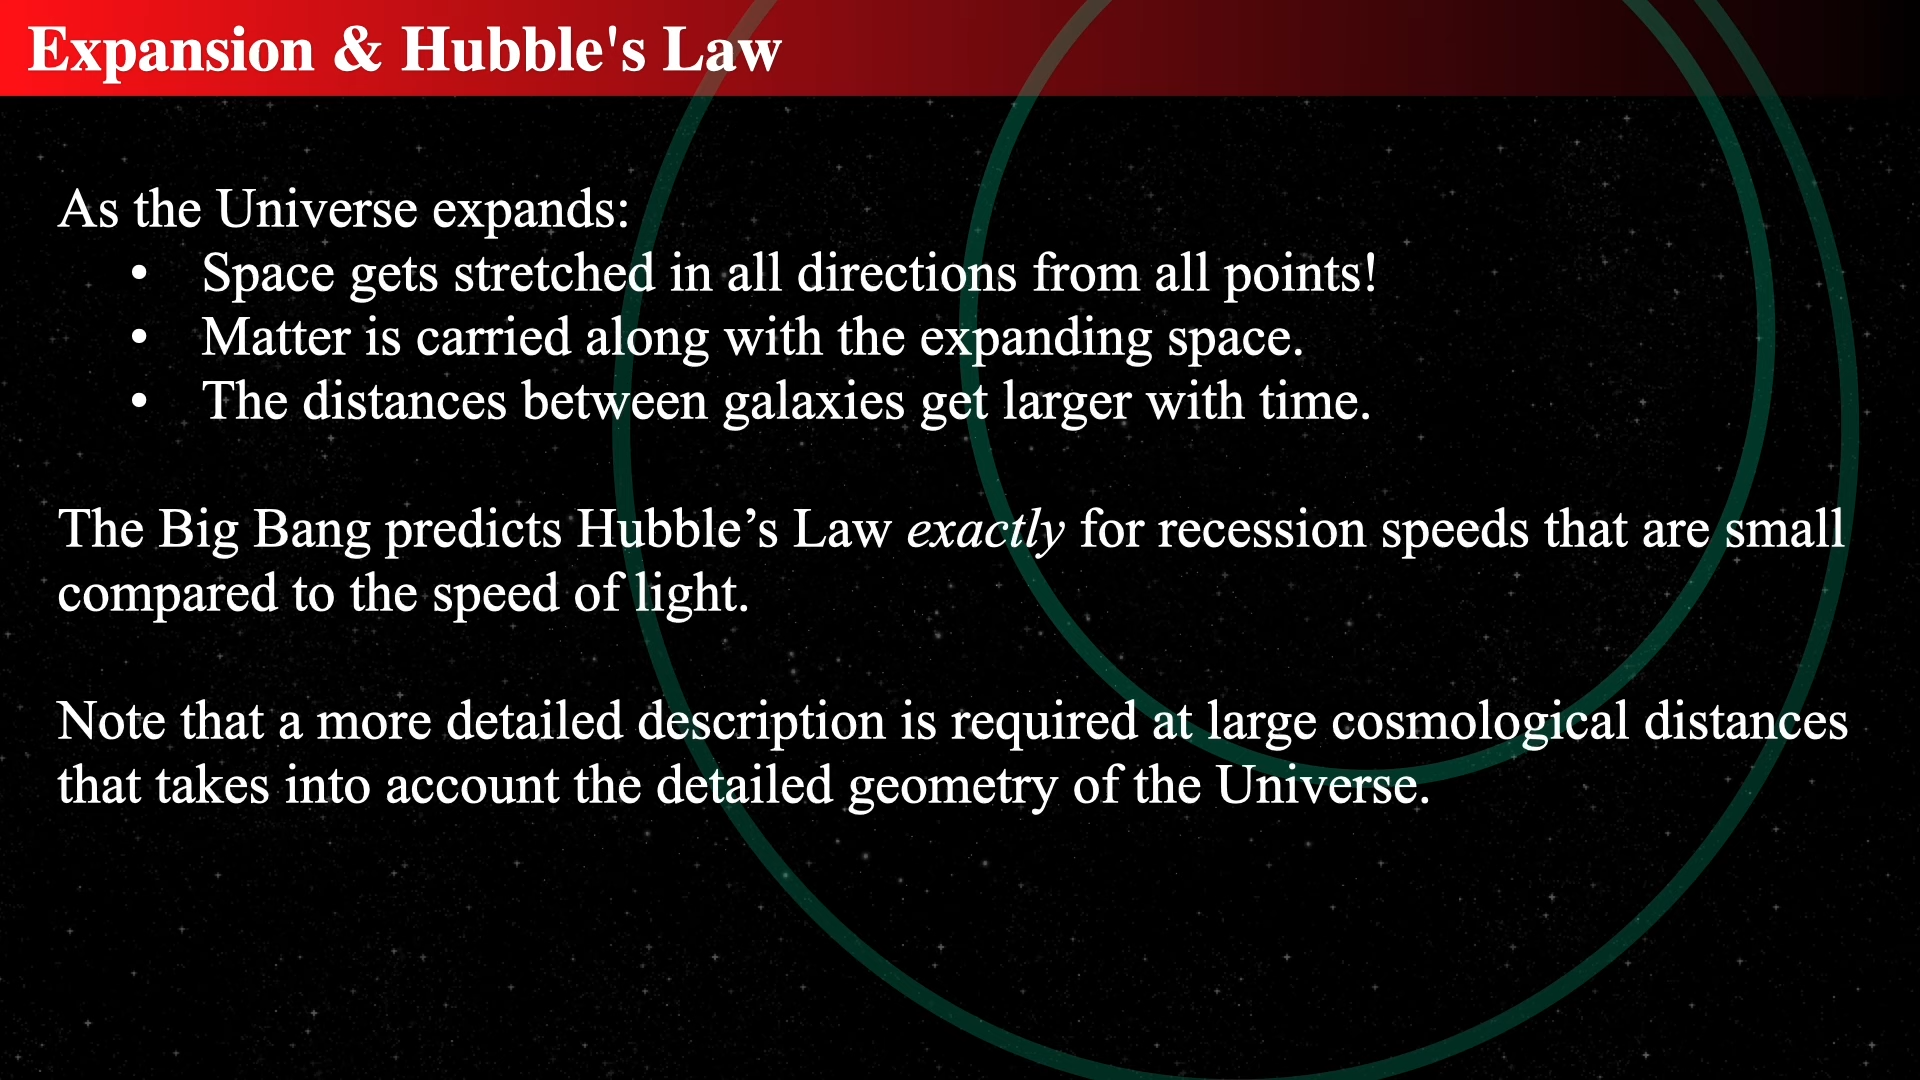 Expansion & Hubble's Law
As the Universe expands:
• Space gets stretched in all directions from all points!
• Matter is carried along with the expanding space.
• The distances between galaxies get larger with time.
The Big Bang predicts Hubble’s Law exactly for recession speeds that are small
compared to the speed of light.
Note that a more detailed description is required at large cosmological distances
that takes into account the detailed geometry of the Universe.